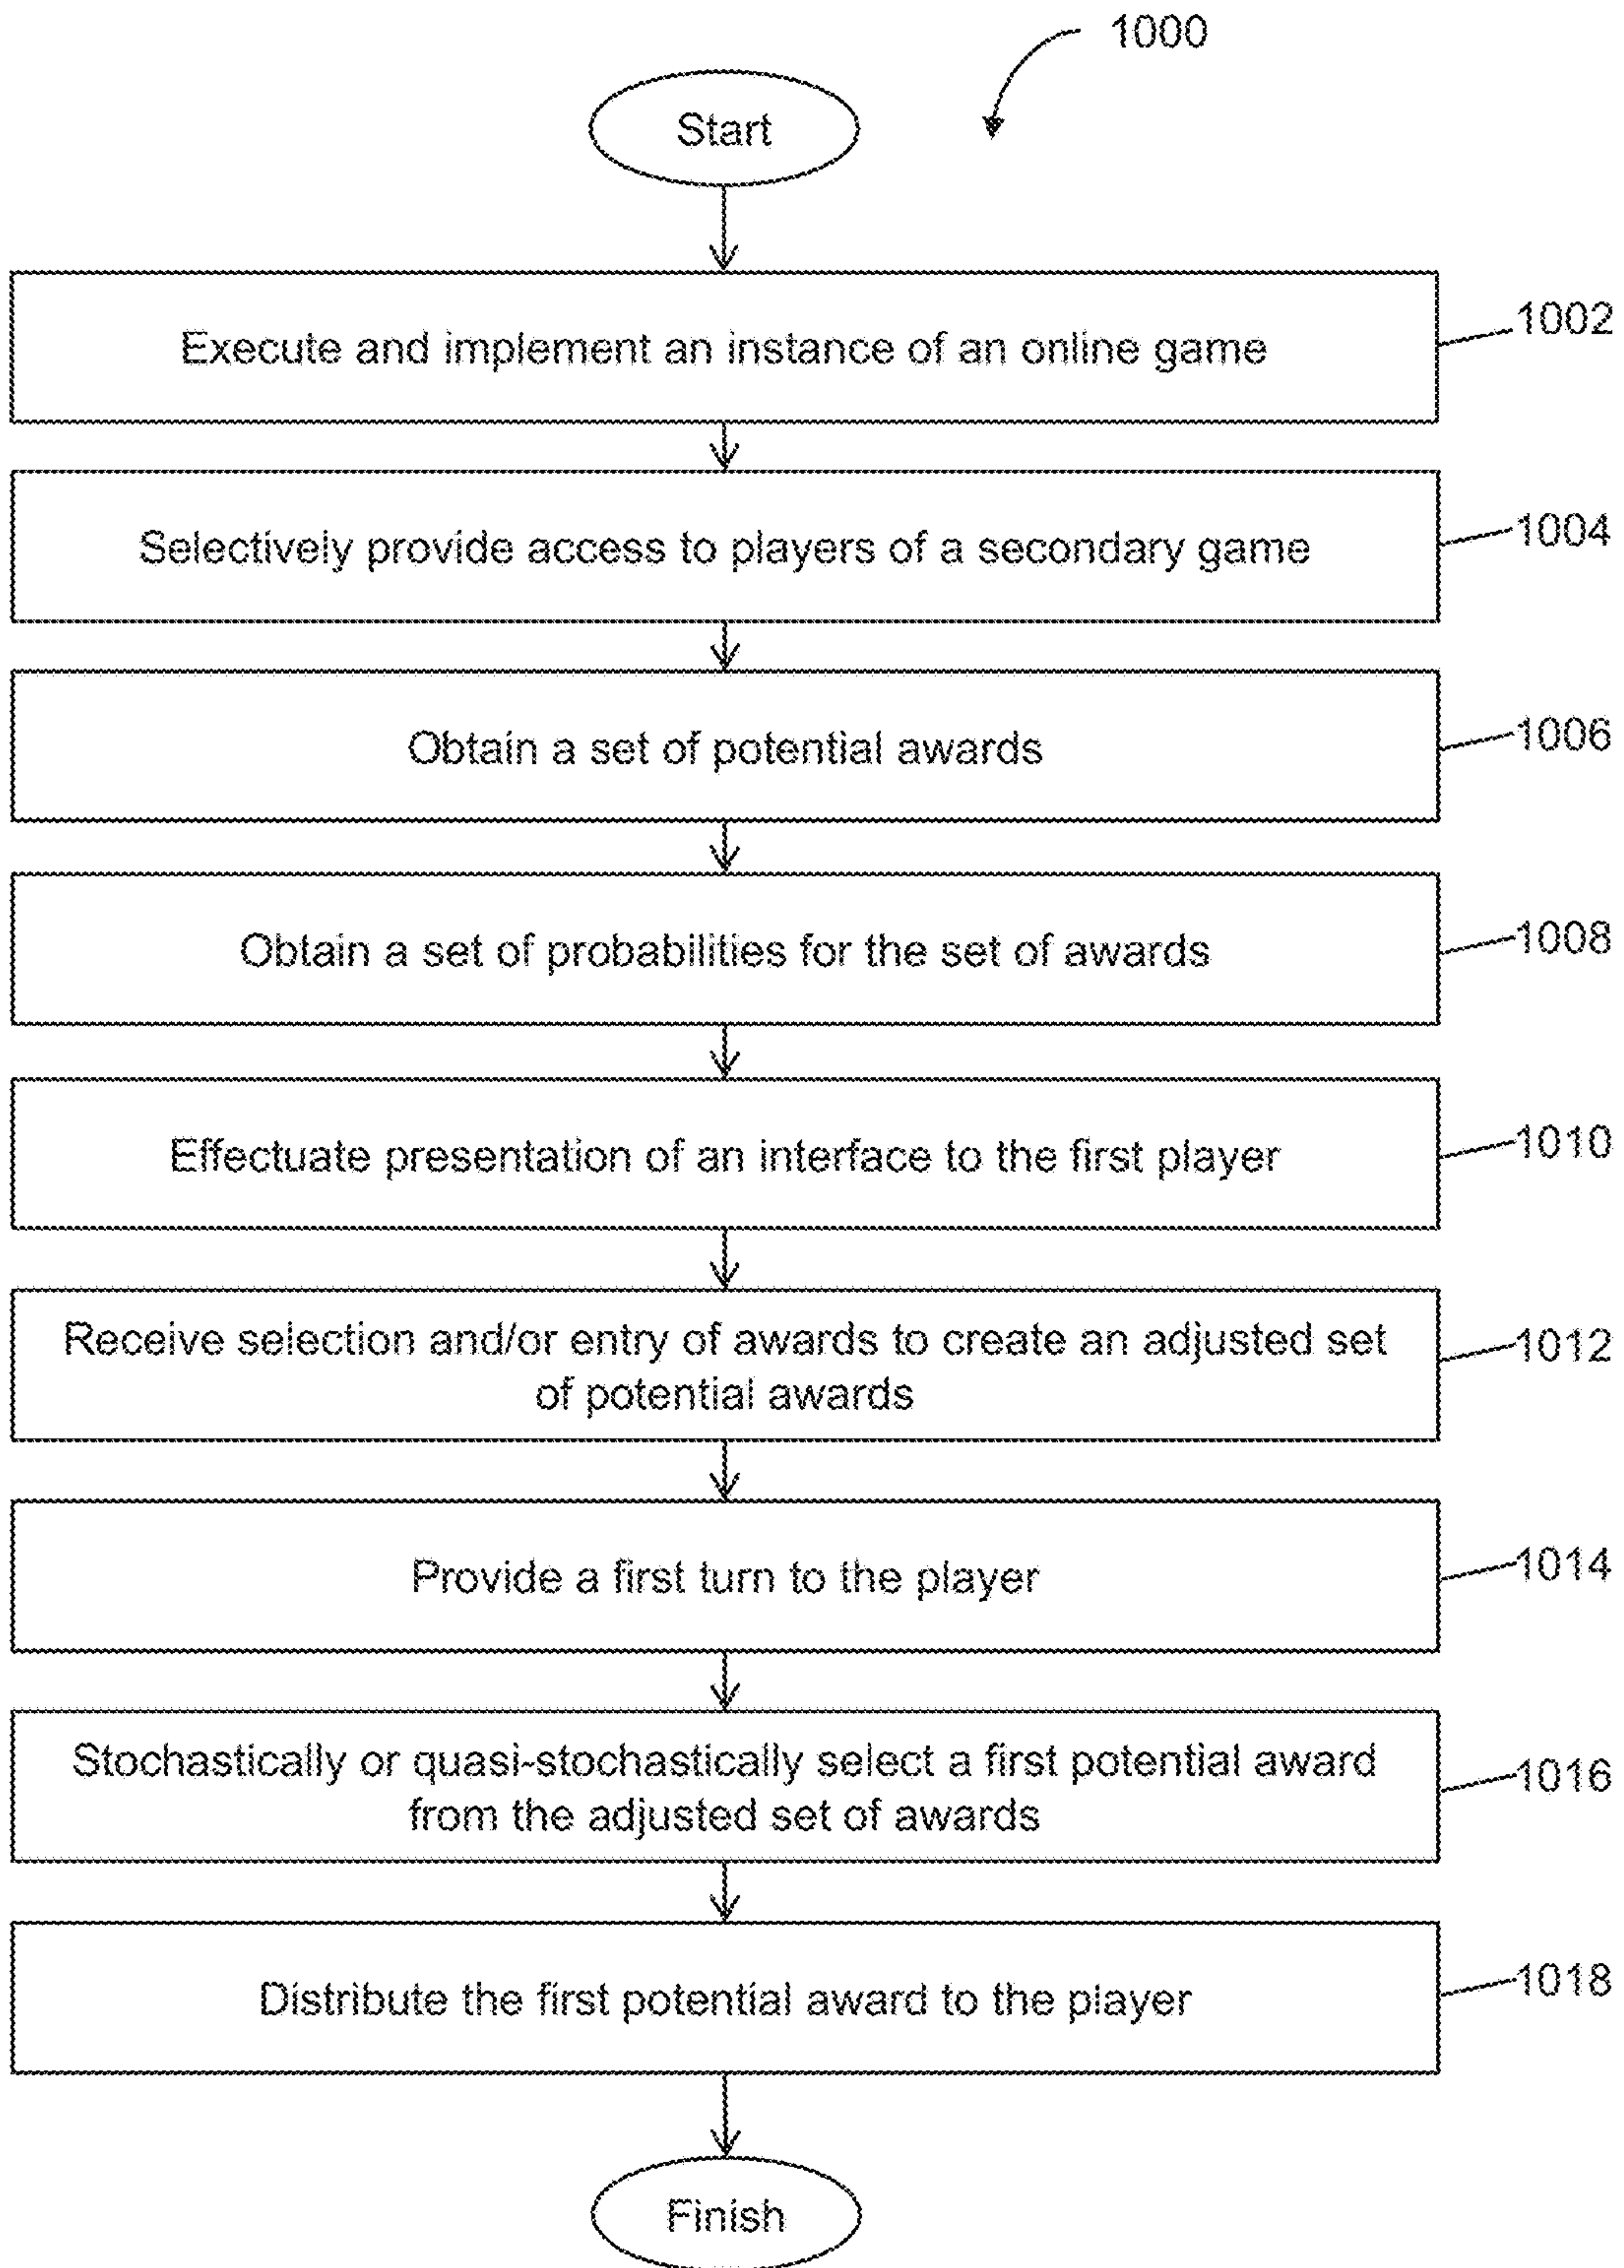 1000
Start
Execute and implement an instance of an online game
1002
Selectively provide access to players of a secondary game
1004
Obtain a set of potential awards
1006
Obtain a set of probabilities for the set of awards
1008
Effectuate presentation of an interface to the first player
1010
Receive selection and/or entry of awards to create an adjusted set
of potential awards
1012
Provide a first turn to the player
1014
Stochastically or quasi-stochastically select a first potential award
from the adjusted set of awards
1016
Distribute the first potential award to the player
1018
Finish